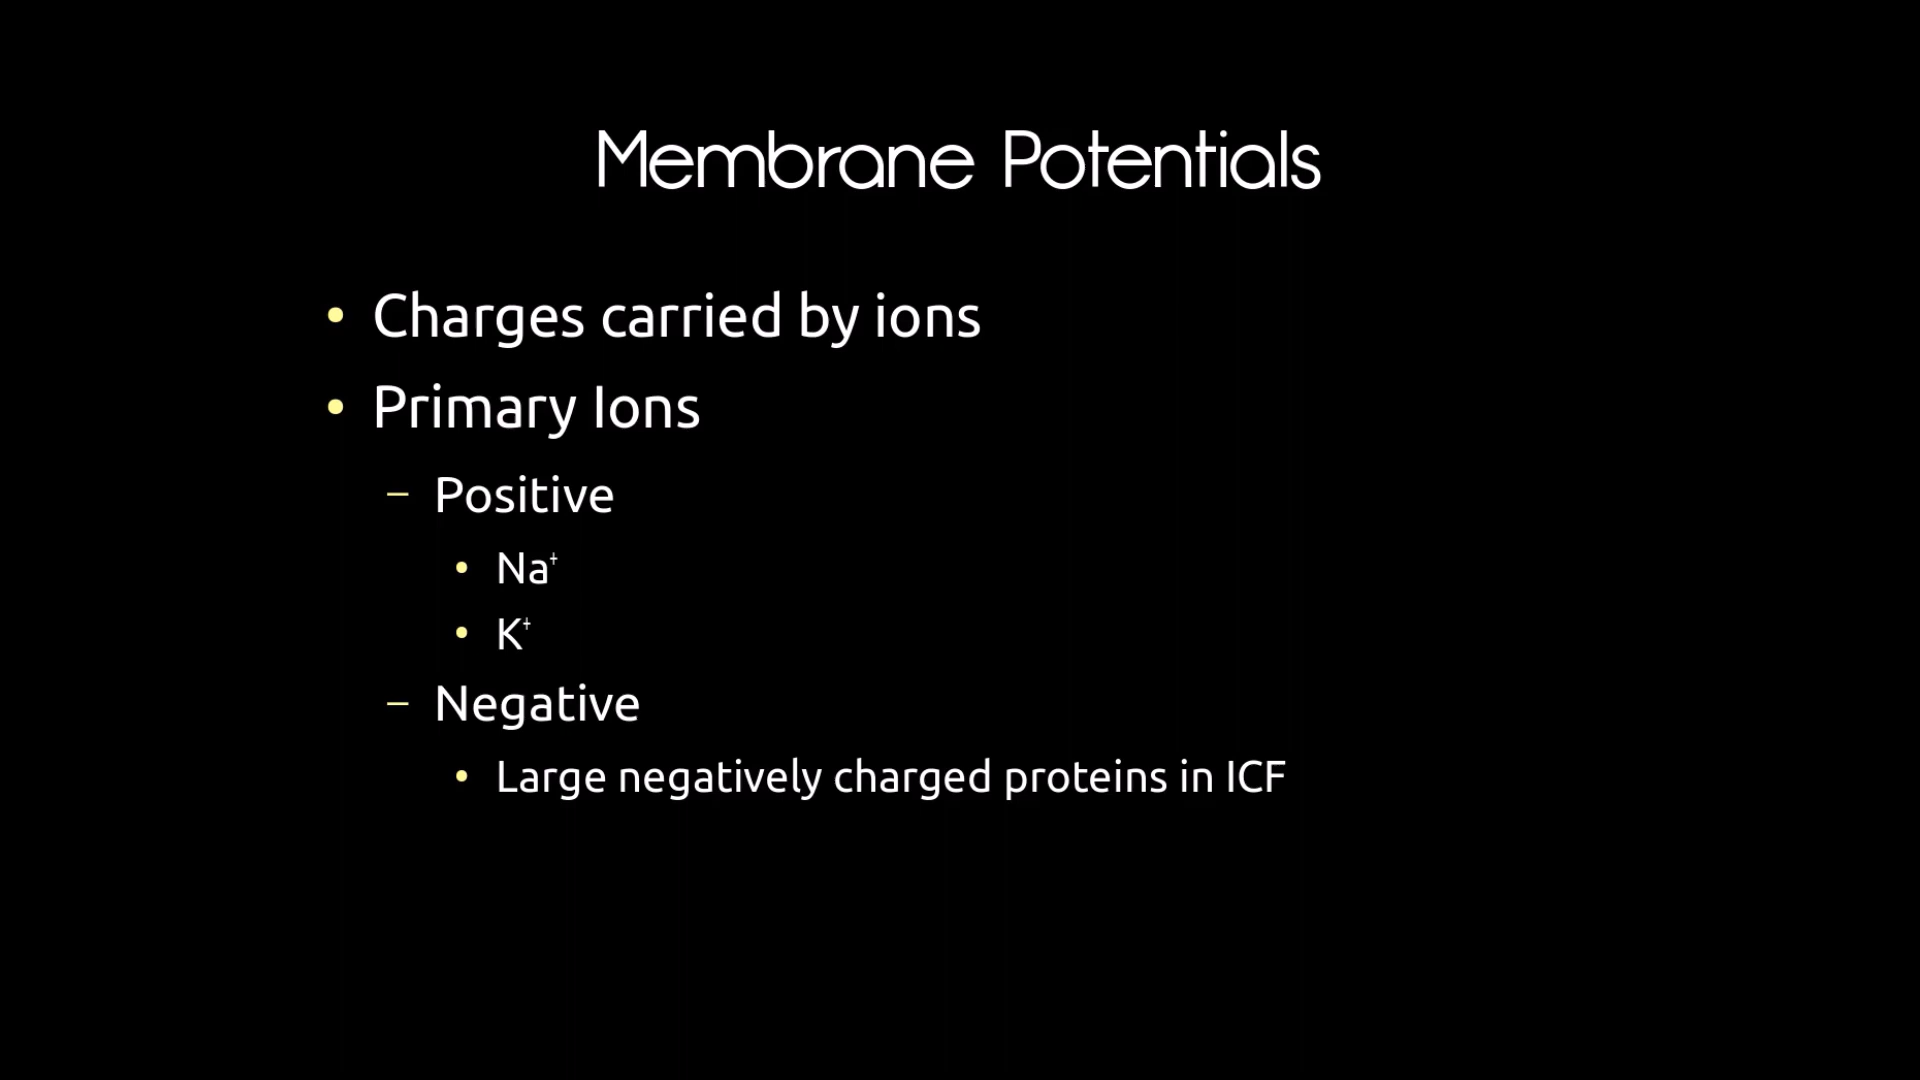 Membrane Potentials
• Charges carried by ions
• Primary Ions
– Positive
• Na⁺
• K⁺
– Negative
• Large negatively charged proteins in ICF